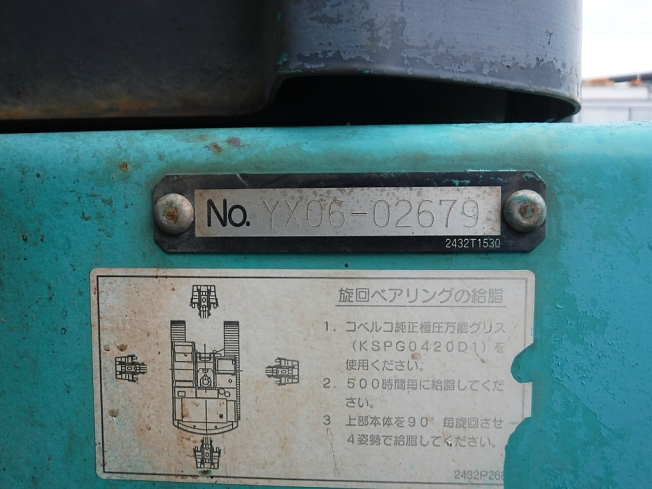 No. YX06-02679
2432T1530
旋回ベアリングの給脂
1. コベルコ純正極圧万能グリス
(KSPG0420D1)を
使用ください。
2. 500時間毎に給脂してくだ
さい。
3 上部本体を90 毎旋回させ
4姿勢で給脂してください。